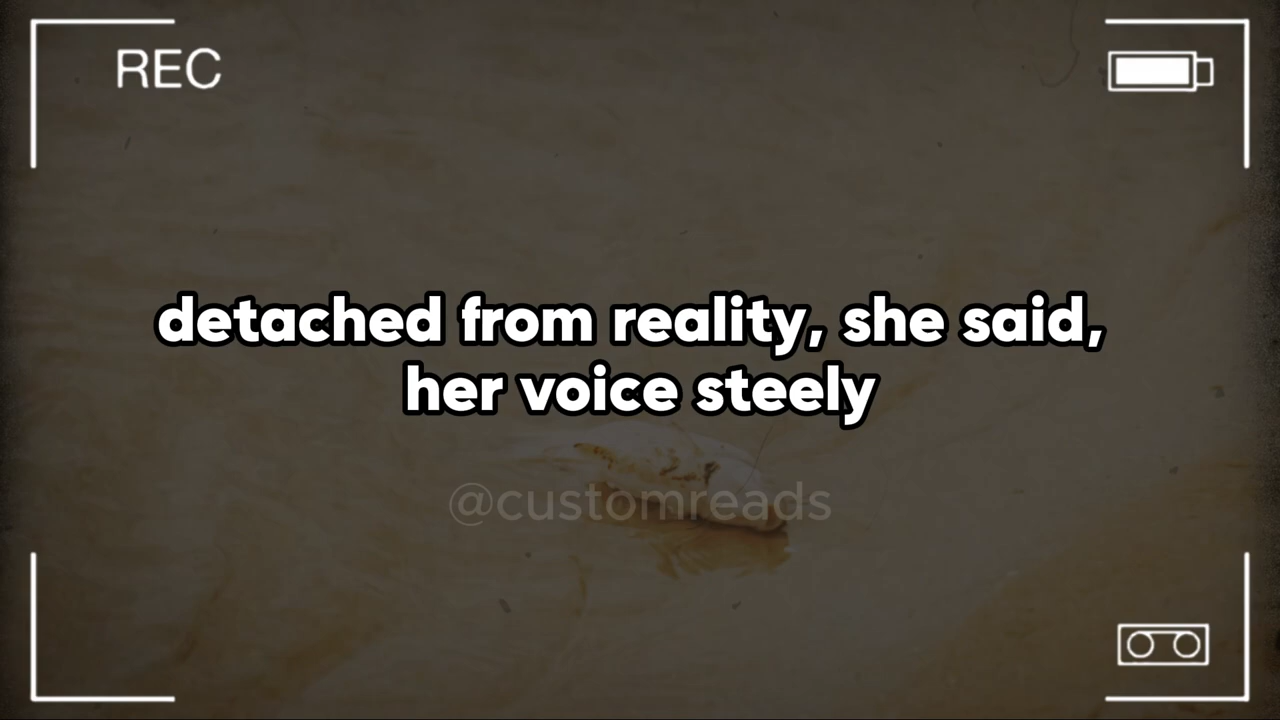 REC
detached from reality, she said,
her voice steely
@customreads